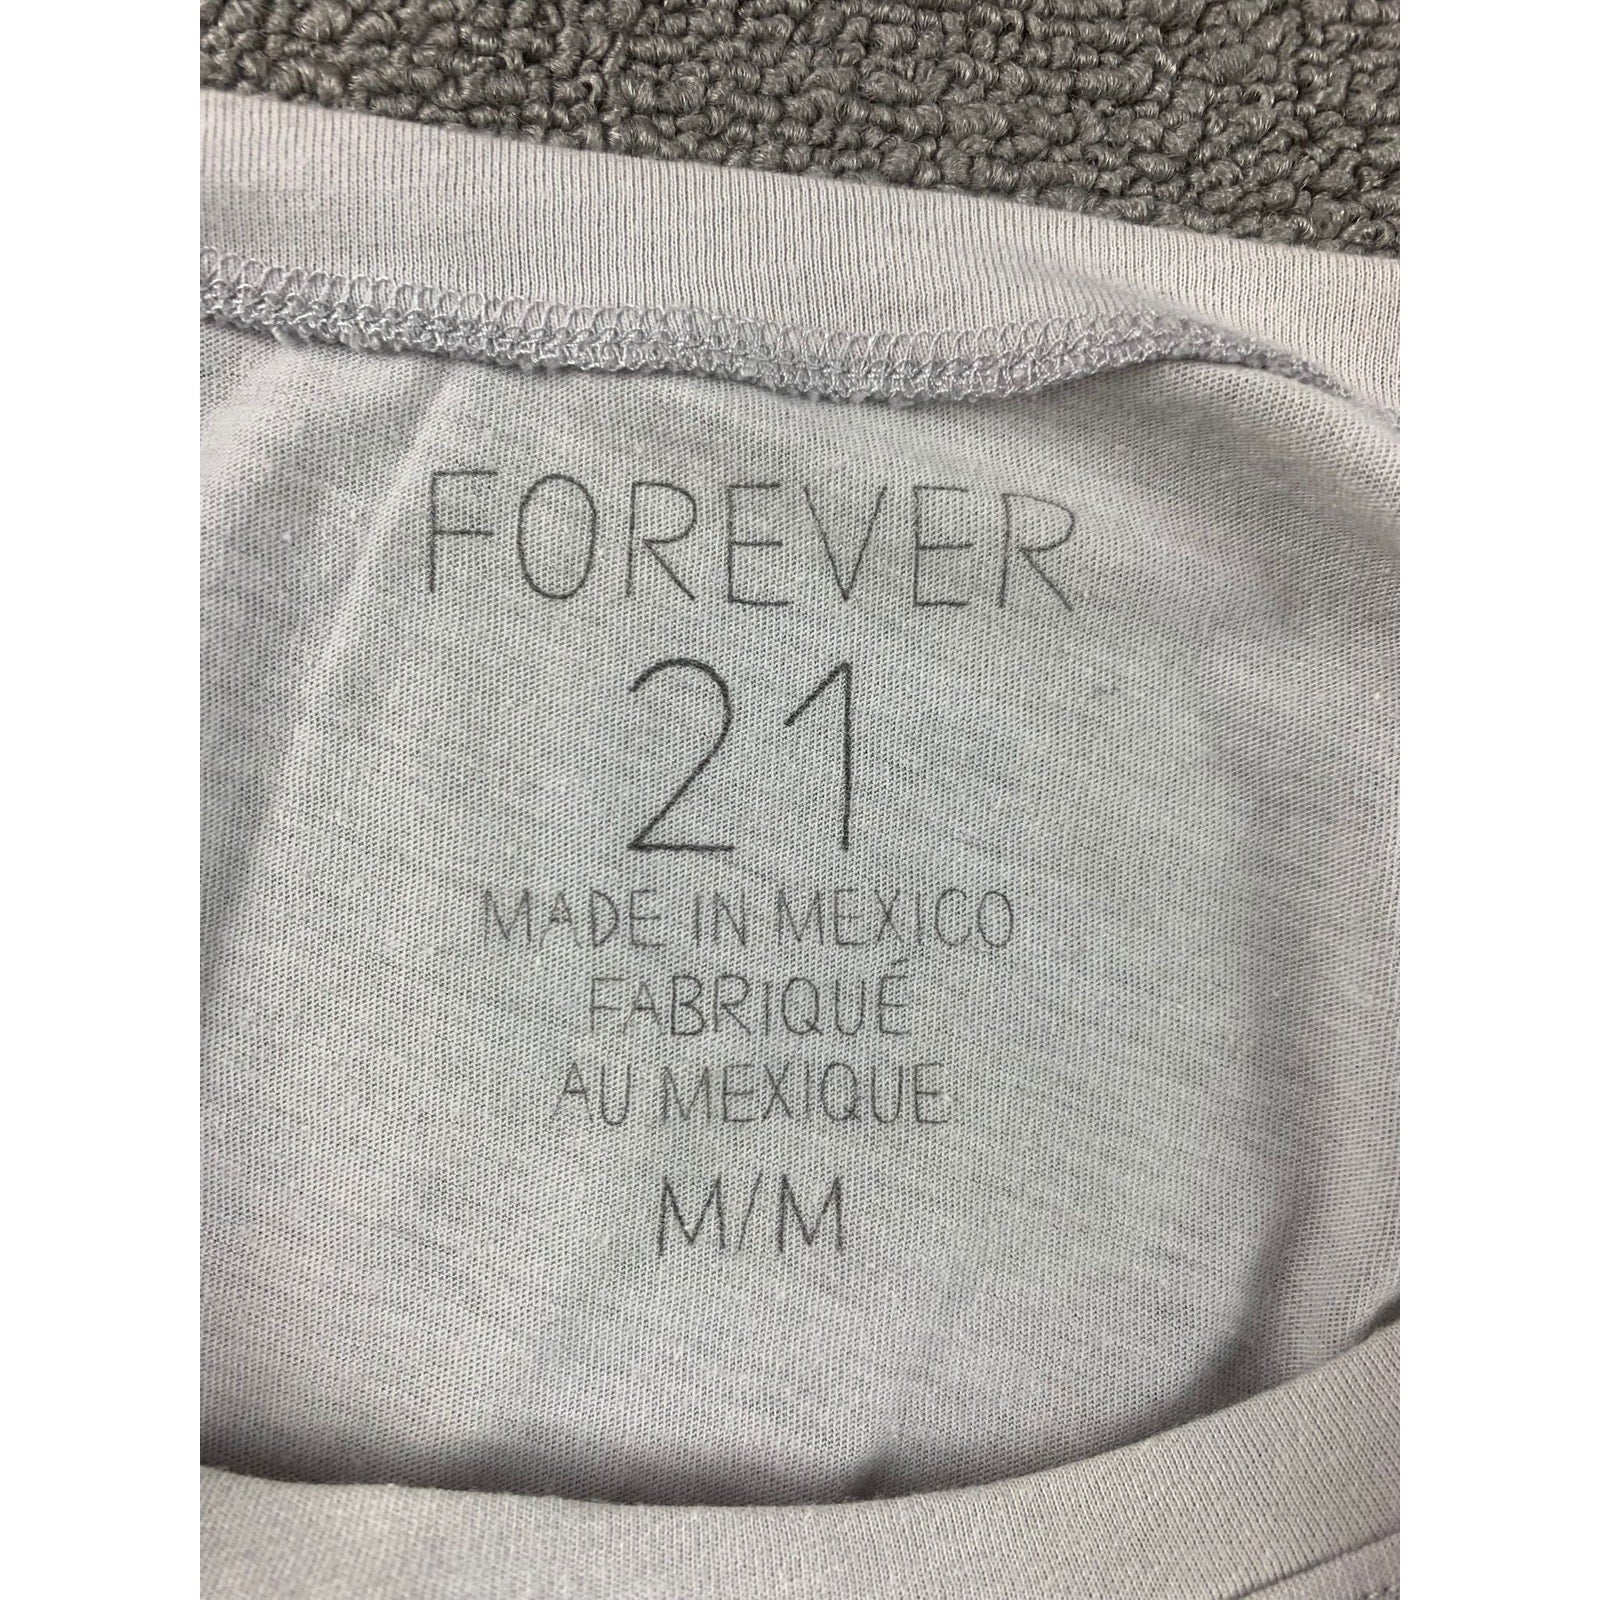 FOREVER
21
MADE IN MEXICO
FABRIQUÉ
AU MEXIQUE
M/M